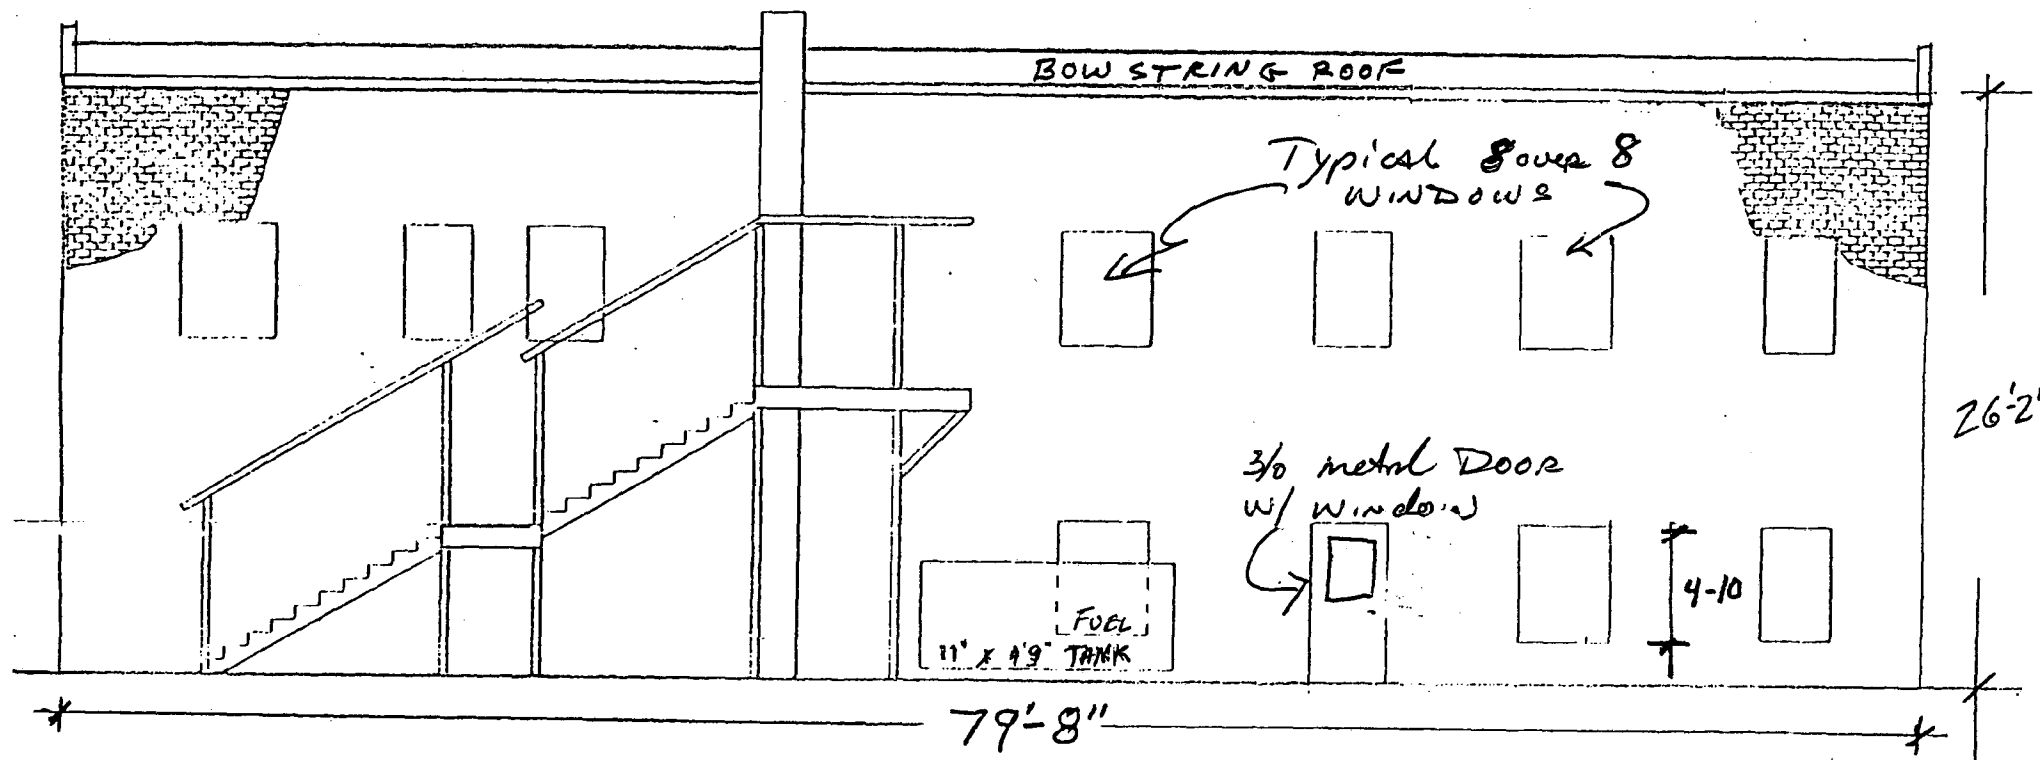 BOW STRING ROOF
Typical 8 over 8
WINDOWS
26'-2"
3/0 metal Door
w/ window
4-10
FUEL
11' x 4'9" TANK
79'-8"